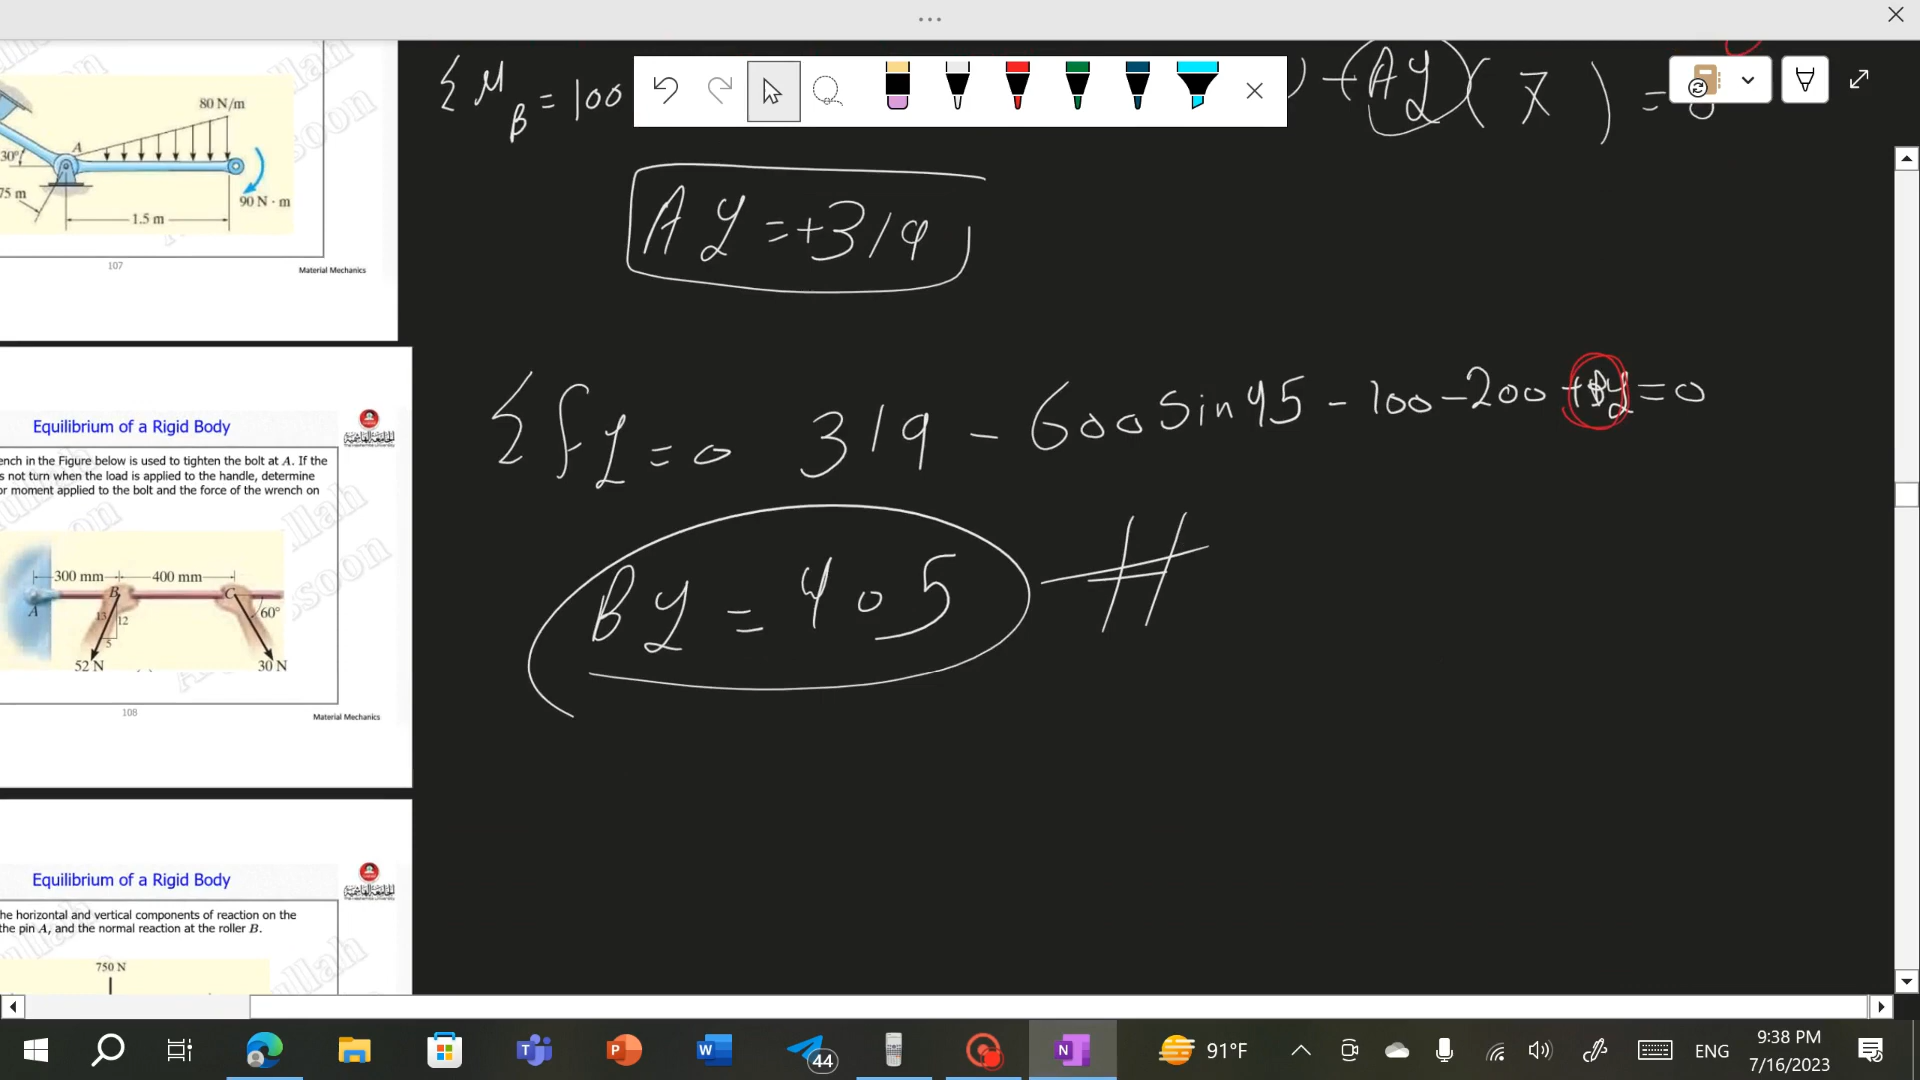 80 N/m
A
30°
75 m
90 N · m
1.5 m
107
Material Mechanics
Equilibrium of a Rigid Body
ench in the Figure below is used to tighten the bolt at A. If the
s not turn when the load is applied to the handle, determine
or moment applied to the bolt and the force of the wrench on
300 mm
400 mm
A
B
C
13
12
5
60°
52 N
30 N
108
Material Mechanics
Equilibrium of a Rigid Body
he horizontal and vertical components of reaction on the
the pin A, and the normal reaction at the roller B.
750 N
ΣM_B = 100
) + Ay ( 7 ) = 0
Ay = +319
Σfy = 0 319 - 600 Sin 45 - 100 - 200 + By = 0
By = 405 #
44
91°F
ENG
9:38 PM
7/16/2023